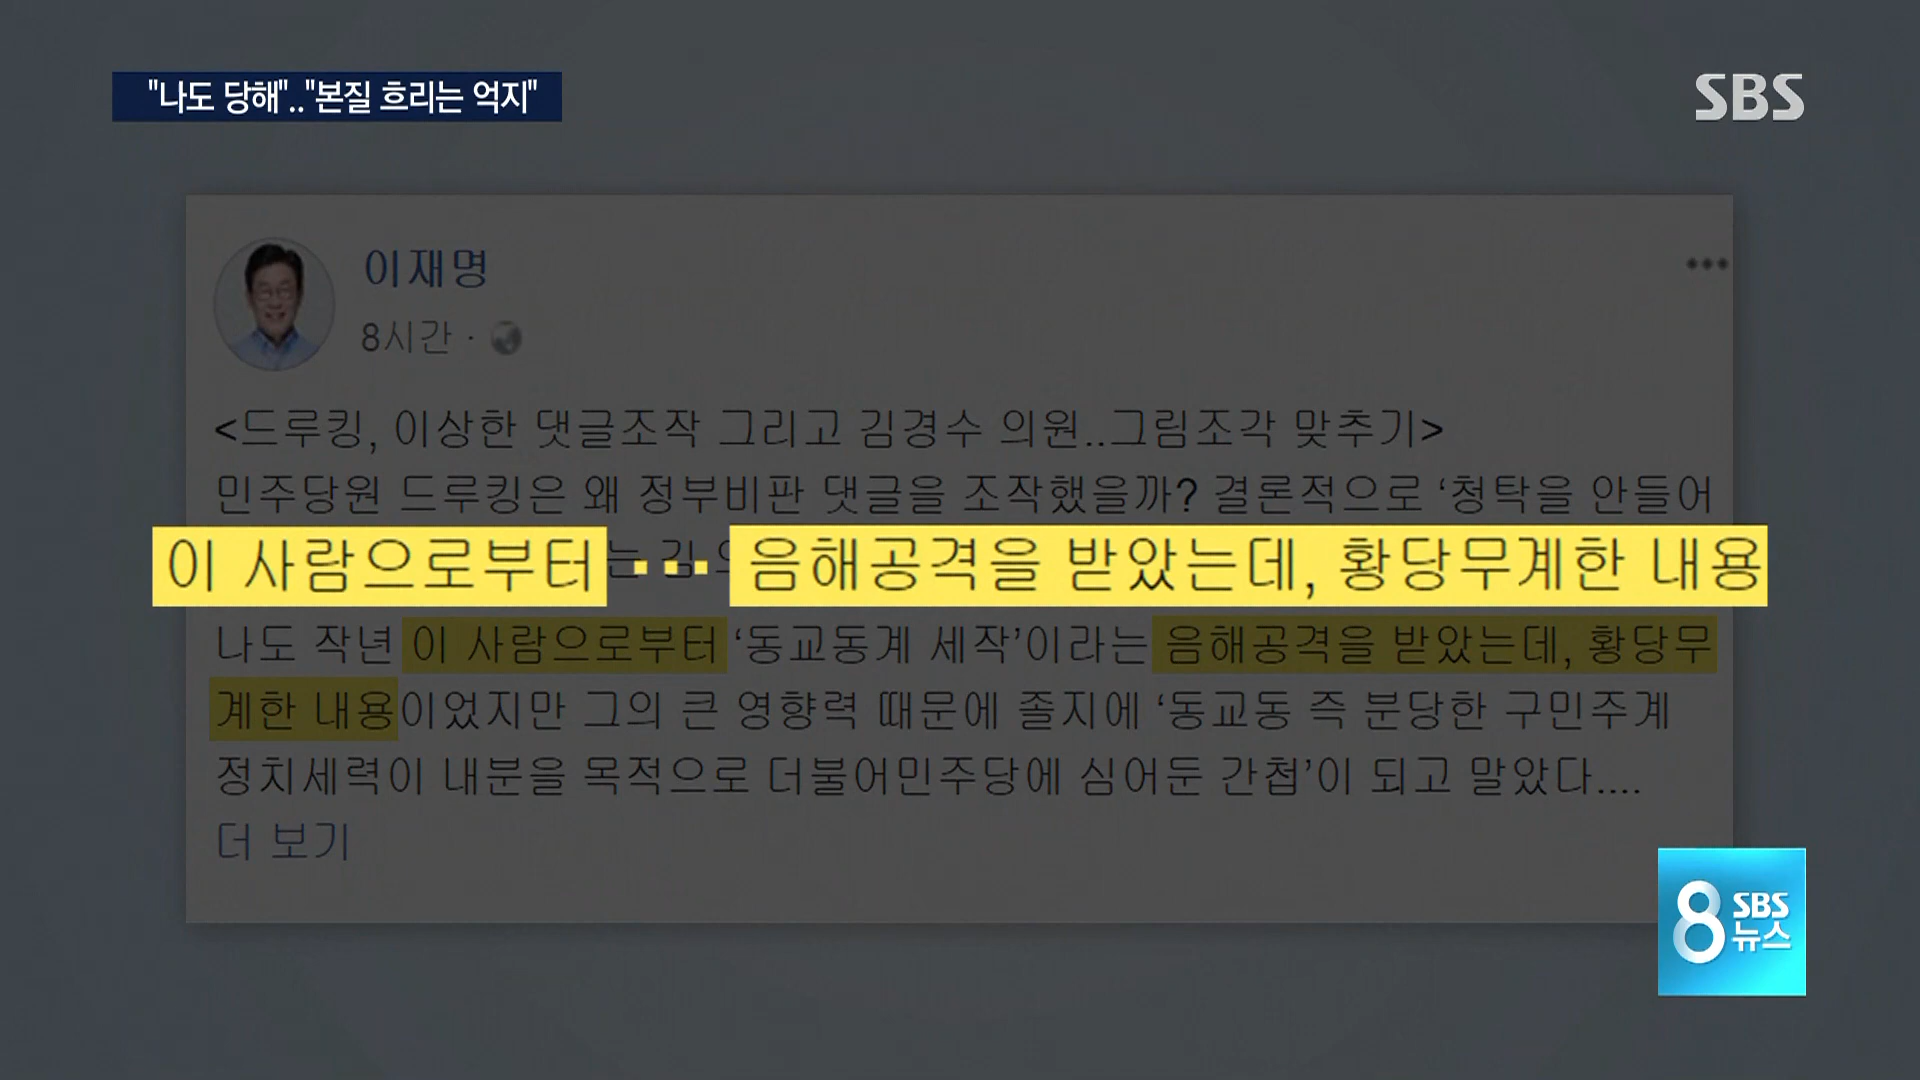 "나도 당해".."본질 흐리는 억지"
SBS
이재명
8시간 ·
<드루킹, 이상한 댓글조작 그리고 김경수 의원..그림조각 맞추기>
민주당원 드루킹은 왜 정부비판 댓글을 조작했을까? 결론적으로 ‘청탁을 안들어
이 사람으로부터 ... 음해공격을 받았는데, 황당무계한 내용
나도 작년 이 사람으로부터 ‘동교동계 세작’이라는 음해공격을 받았는데, 황당무
계한 내용이었지만 그의 큰 영향력 때문에 졸지에 ‘동교동 즉 분당한 구민주계
정치세력이 내분을 목적으로 더불어민주당에 심어둔 간첩’이 되고 말았다....
더 보기
8 SBS 뉴스